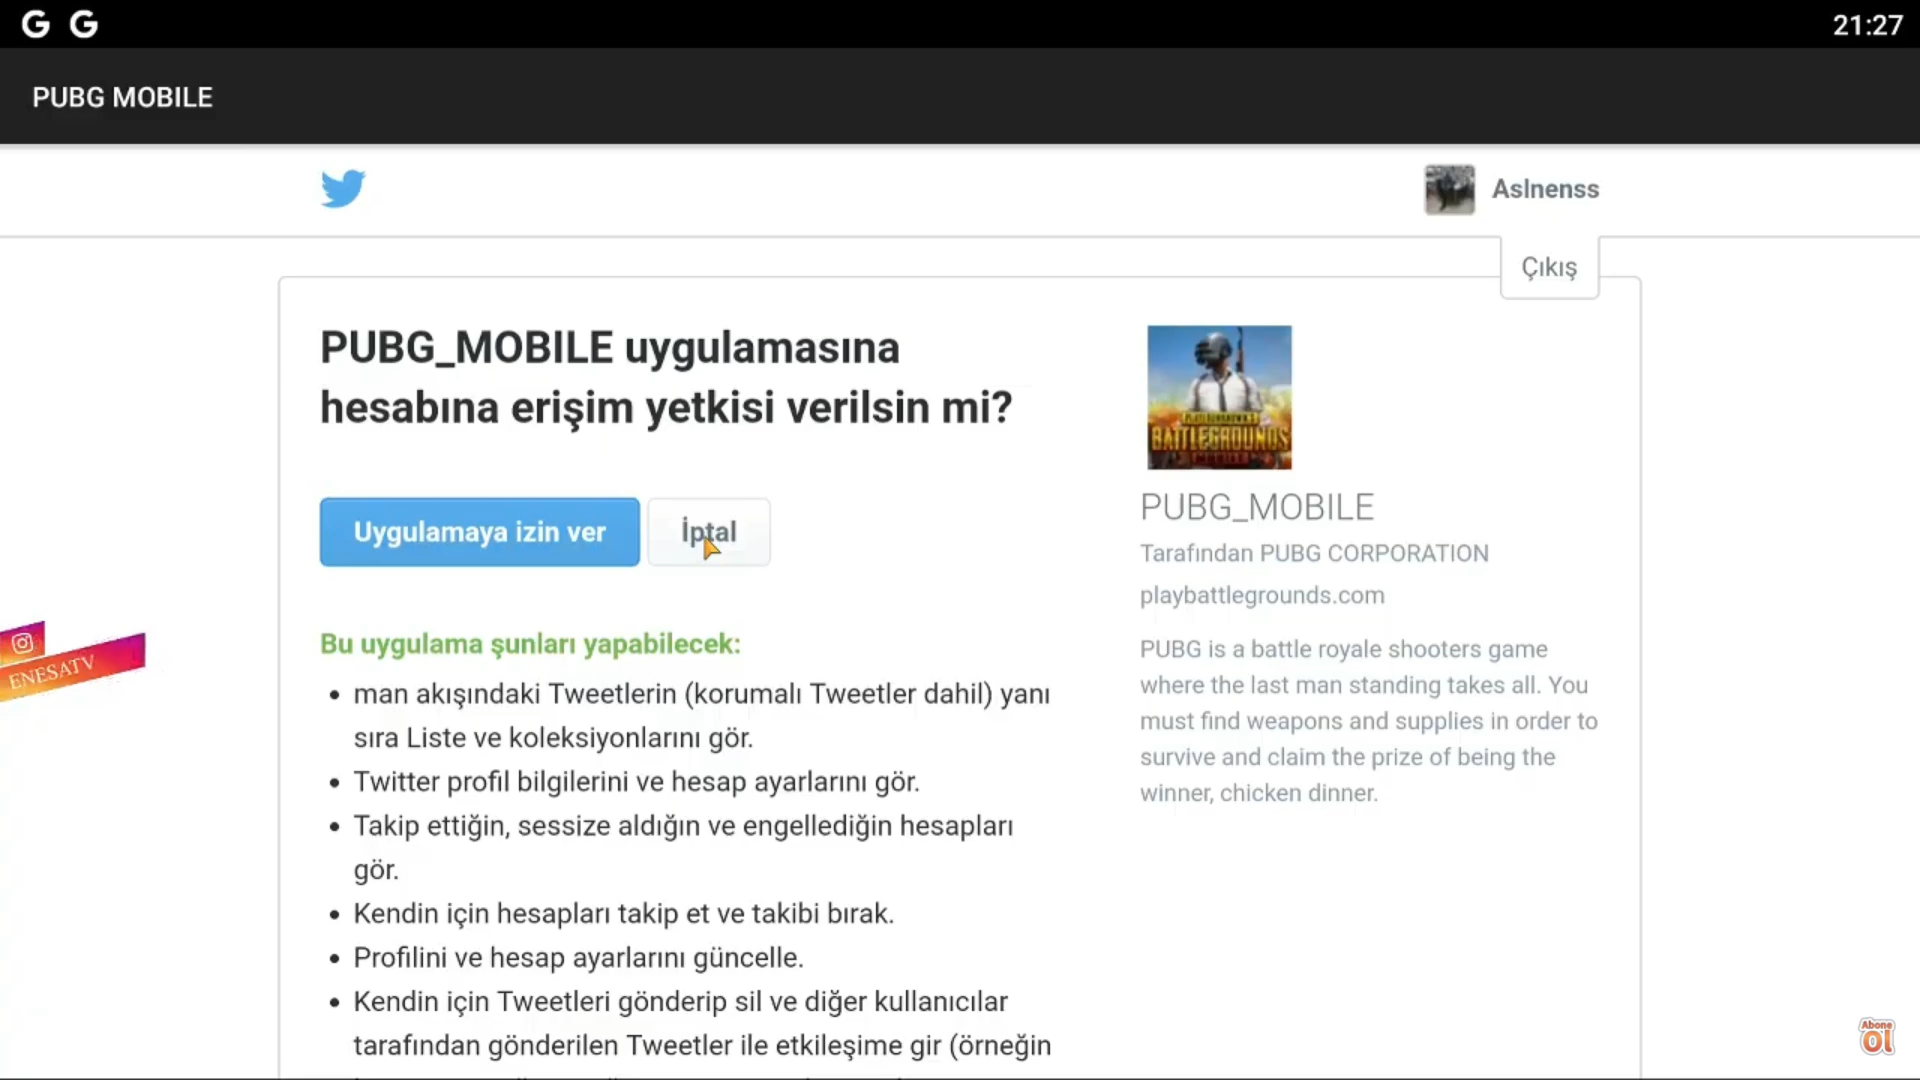 G G
21:27
PUBG MOBILE
Aslnenss
Çıkış
PUBG_MOBILE uygulamasına
hesabına erişim yetkisi verilsin mi?
Uygulamaya izin ver
İptal
Bu uygulama şunları yapabilecek:
man akışındaki Tweetlerin (korumalı Tweetler dahil) yanı
sıra Liste ve koleksiyonlarını gör.
Twitter profil bilgilerini ve hesap ayarlarını gör.
Takip ettiğin, sessize aldığın ve engellediğin hesapları
gör.
Kendin için hesapları takip et ve takibi bırak.
Profilini ve hesap ayarlarını güncelle.
Kendin için Tweetleri gönderip sil ve diğer kullanıcılar
tarafından gönderilen Tweetler ile etkileşime gir (örneğin
BATTLEGROUNDS
PUBG_MOBILE
Tarafından PUBG CORPORATION
playbattlegrounds.com
PUBG is a battle royale shooters game
where the last man standing takes all. You
must find weapons and supplies in order to
survive and claim the prize of being the
winner, chicken dinner.
ENESATV
Abone
Ol